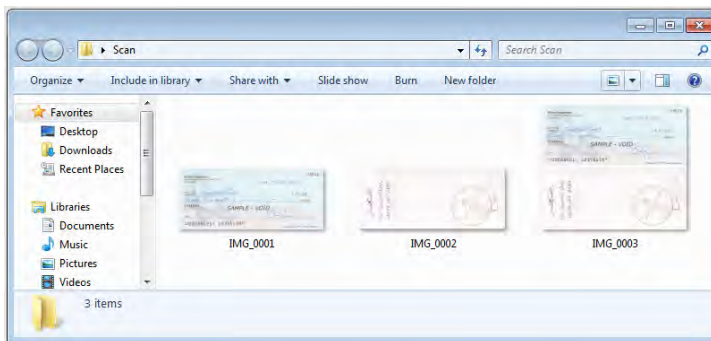 Scan
Search Scan
Organize
Include in library
Share with
Slide show
Burn
New folder
Favorites
Desktop
Downloads
Recent Places
Libraries
Documents
Music
Pictures
Videos
SAMPLE - VOID
IMG_0001
IMG_0002
SAMPLE - VOID
IMG_0003
3 items